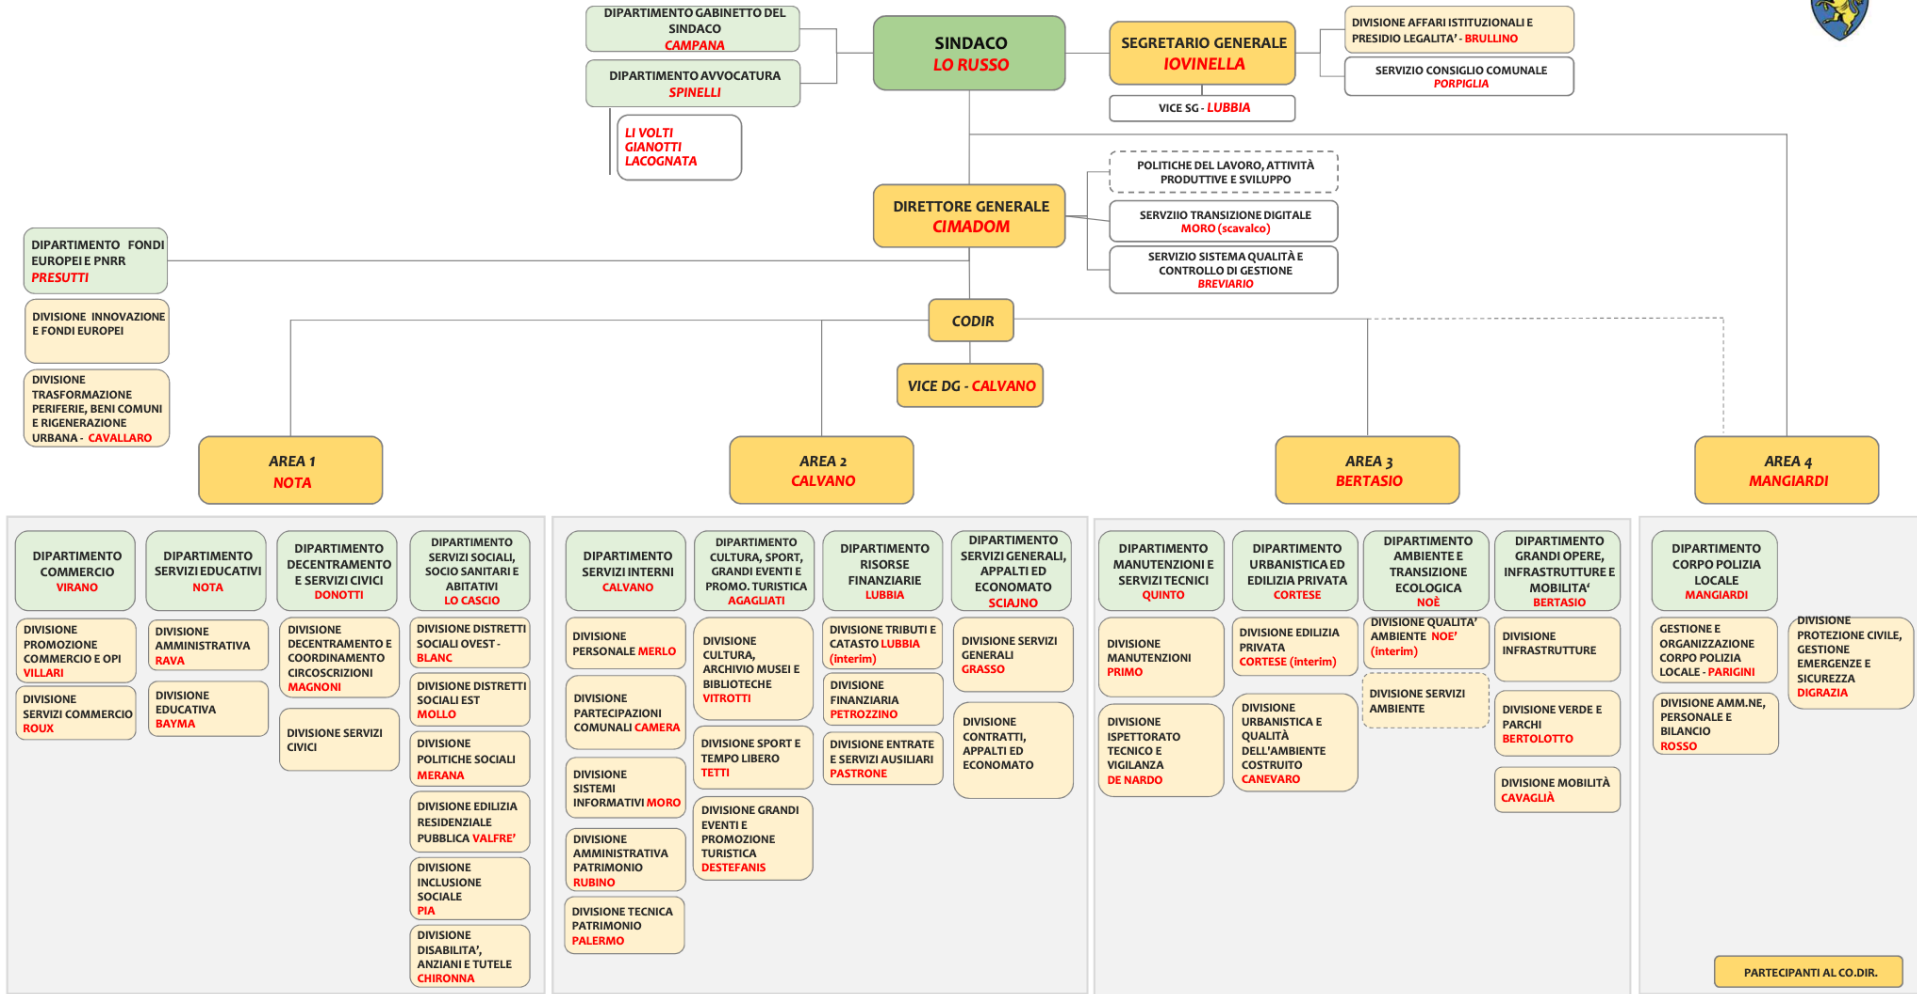 DIPARTIMENTO GABINETTO DEL
SINDACO
CAMPANA
DIPARTIMENTO AVVOCATURA
SPINELLI
LI VOLTI
GIANOTTI
LACOGNATA
SINDACO
LO RUSSO
SEGRETARIO GENERALE
IOVINELLA
VICE SG - LUBBIA
DIVISIONE AFFARI ISTITUZIONALI E
PRESIDIO LEGALITA' - BRULLINO
SERVIZIO CONSIGLIO COMUNALE
PORPIGLIA
DIRETTORE GENERALE
CIMADOM
POLITICHE DEL LAVORO, ATTIVITÀ
PRODUTTIVE E SVILUPPO
SERVZIIO TRANSIZIONE DIGITALE
MORO (scavalco)
SERVIZIO SISTEMA QUALITÀ E
CONTROLLO DI GESTIONE
BREVIARIO
DIPARTIMENTO FONDI
EUROPEI E PNRR
PRESUTTI
DIVISIONE INNOVAZIONE
E FONDI EUROPEI
DIVISIONE
TRASFORMAZIONE
PERIFERIE, BENI COMUNI
E RIGENERAZIONE
URBANA - CAVALLARO
CODIR
VICE DG - CALVANO
AREA 1
NOTA
AREA 2
CALVANO
AREA 3
BERTASIO
AREA 4
MANGIARDI
DIPARTIMENTO
COMMERCIO
VIRANO
DIVISIONE
PROMOZIONE
COMMERCIO E OPI
VILLARI
DIVISIONE
SERVIZI COMMERCIO
ROUX
DIPARTIMENTO
SERVIZI EDUCATIVI
NOTA
DIVISIONE
AMMINISTRATIVA
RAVA
DIVISIONE
EDUCATIVA
BAYMA
DIPARTIMENTO
DECENTRAMENTO
E SERVIZI CIVICI
DONOTTI
DIVISIONE
DECENTRAMENTO E
COORDINAMENTO
CIRCOSCRIZIONI
MAGNONI
DIVISIONE SERVIZI
CIVICI
DIPARTIMENTO
SERVIZI SOCIALI,
SOCIO SANITARI E
ABITATIVI
LO CASCIO
DIVISIONE DISTRETTI
SOCIALI OVEST -
BLANC
DIVISIONE DISTRETTI
SOCIALI EST
MOLLO
DIVISIONE
POLITICHE SOCIALI
MERANA
DIVISIONE EDILIZIA
RESIDENZIALE
PUBBLICA VALFRE'
DIVISIONE
INCLUSIONE
SOCIALE
PIA
DIVISIONE
DISABILITA',
ANZIANI E TUTELE
CHIRONNA
DIPARTIMENTO
SERVIZI INTERNI
CALVANO
DIVISIONE
PERSONALE MERLO
DIVISIONE
PARTECIPAZIONI
COMUNALI CAMERA
DIVISIONE
SISTEMI
INFORMATIVI MORO
DIVISIONE
AMMINISTRATIVA
PATRIMONIO
RUBINO
DIVISIONE TECNICA
PATRIMONIO
PALERMO
DIPARTIMENTO
CULTURA, SPORT,
GRANDI EVENTI E
PROMO. TURISTICA
AGAGLIATI
DIVISIONE
CULTURA,
ARCHIVIO MUSEI E
BIBLIOTECHE
VITROTTI
DIVISIONE SPORT E
TEMPO LIBERO
TETTI
DIVISIONE GRANDI
EVENTI E
PROMOZIONE
TURISTICA
DESTEFANIS
DIPARTIMENTO
RISORSE
FINANZIARIE
LUBBIA
DIVISIONE TRIBUTI E
CATASTO LUBBIA
(interim)
DIVISIONE
FINANZIARIA
PETROZZINO
DIVISIONE ENTRATE
E SERVIZI AUSILIARI
PASTRONE
DIPARTIMENTO
SERVIZI GENERALI,
APPALTI ED
ECONOMATO
SCIAJNO
DIVISIONE SERVIZI
GENERALI
GRASSO
DIVISIONE
CONTRATTI,
APPALTI ED
ECONOMATO
DIPARTIMENTO
MANUTENZIONI E
SERVIZI TECNICI
QUINTO
DIVISIONE
MANUTENZIONI
PRIMO
DIVISIONE
ISPETTORATO
TECNICO E
VIGILANZA
DE NARDO
DIPARTIMENTO
URBANISTICA ED
EDILIZIA PRIVATA
CORTESE
DIVISIONE EDILIZIA
PRIVATA
CORTESE (interim)
DIVISIONE
URBANISTICA E
QUALITÀ
DELL'AMBIENTE
COSTRUITO
CANEVARO
DIPARTIMENTO
AMBIENTE E
TRANSIZIONE
ECOLOGICA
NOÈ
DIVISIONE QUALITA'
AMBIENTE NOE'
(interim)
DIVISIONE SERVIZI
AMBIENTE
DIPARTIMENTO
GRANDI OPERE,
INFRASTRUTTURE E
MOBILITA'
BERTASIO
DIVISIONE
INFRASTRUTTURE
DIVISIONE VERDE E
PARCHI
BERTOLOTTO
DIVISIONE MOBILITÀ
CAVAGLIÀ
DIPARTIMENTO
CORPO POLIZIA
LOCALE
MANGIARDI
GESTIONE E
ORGANIZZAZIONE
CORPO POLIZIA
LOCALE - PARIGINI
DIVISIONE AMM.NE,
PERSONALE E
BILANCIO
ROSSO
DIVISIONE
PROTEZIONE CIVILE,
GESTIONE
EMERGENZE E
SICUREZZA
DIGRAZIA
PARTECIPANTI AL CO.DIR.